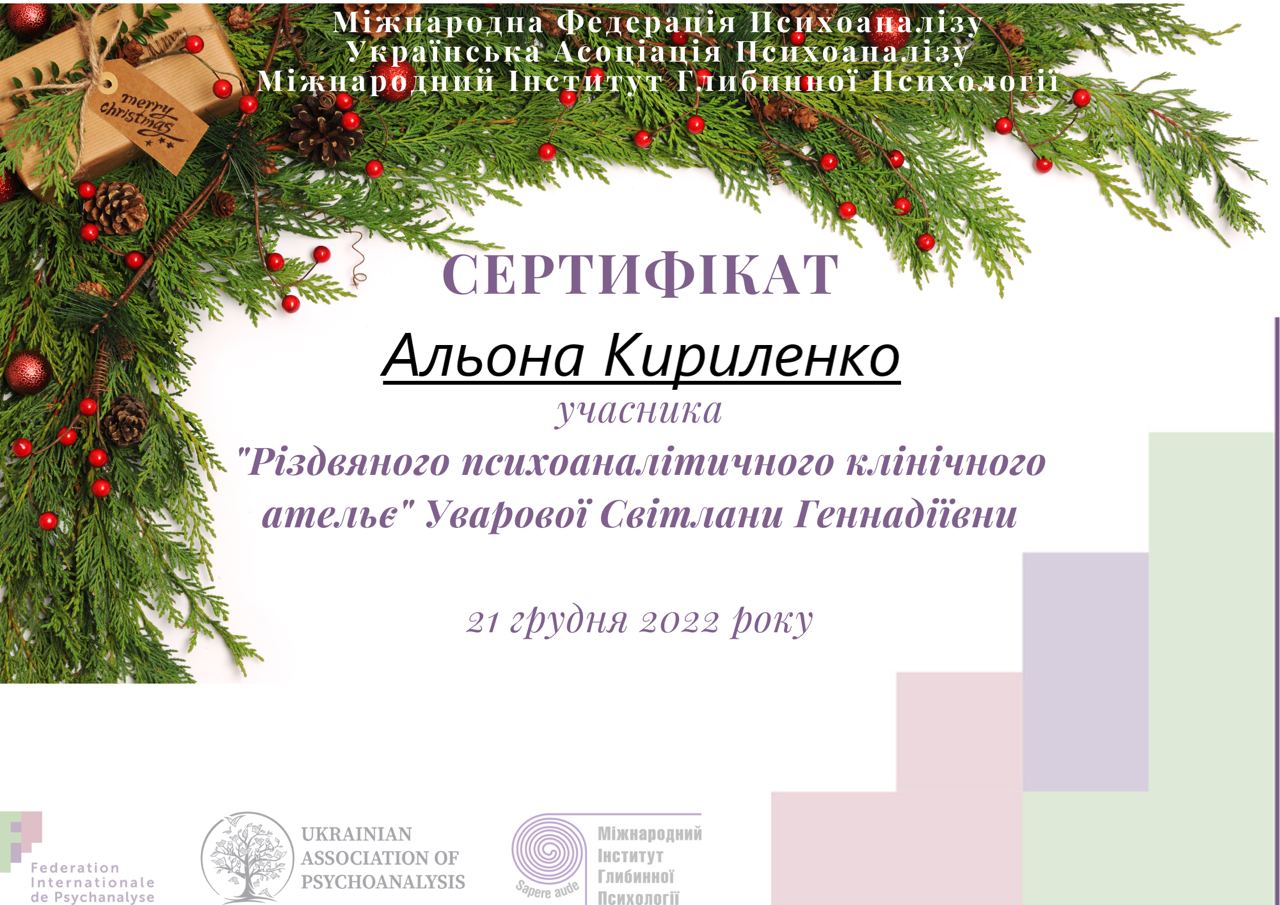 Міжнародна Федерація Психоаналізу
Українська Асоціація Психоаналізу
Міжнародний Інститут Глибинної Психології
merry
christmas
СЕРТИФІКАТ
Альона Кириленко
учасника
"Різдвяного психоаналітичного клінічного
ательє" Уварової Світлани Геннадіївни
21 грудня 2022 року
Federation
Internationale
de Psychanalyse
UKRAINIAN
ASSOCIATION OF
PSYCHOANALYSIS
Sapere aude
Міжнародний
Інститут
Глибинної
Психології